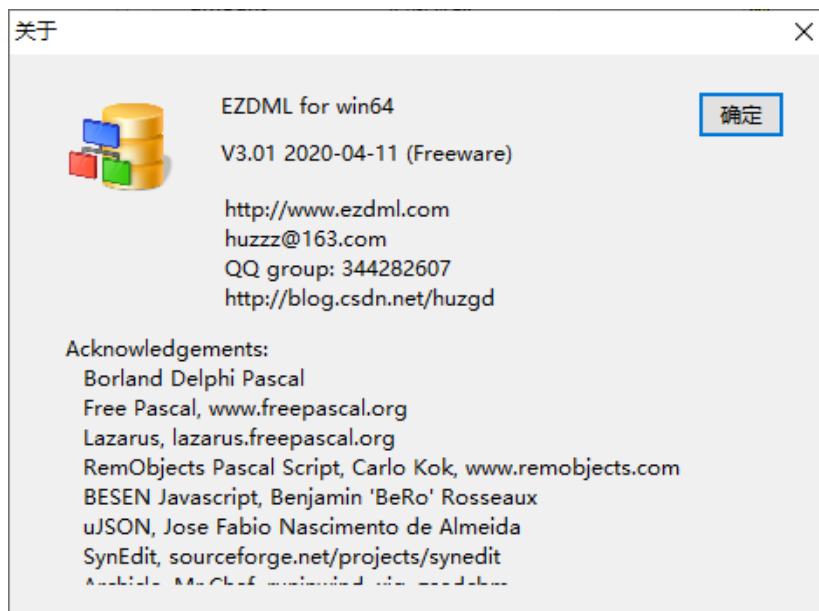 关于
EZDML for win64
确定
V3.01 2020-04-11 (Freeware)
http://www.ezdml.com
huzzz@163.com
QQ group: 344282607
http://blog.csdn.net/huzgd
Acknowledgements:
Borland Delphi Pascal
Free Pascal, www.freepascal.org
Lazarus, lazarus.freepascal.org
RemObjects Pascal Script, Carlo Kok, www.remobjects.com
BESEN Javascript, Benjamin 'BeRo' Rosseaux
uJSON, Jose Fabio Nascimento de Almeida
SynEdit, sourceforge.net/projects/synedit